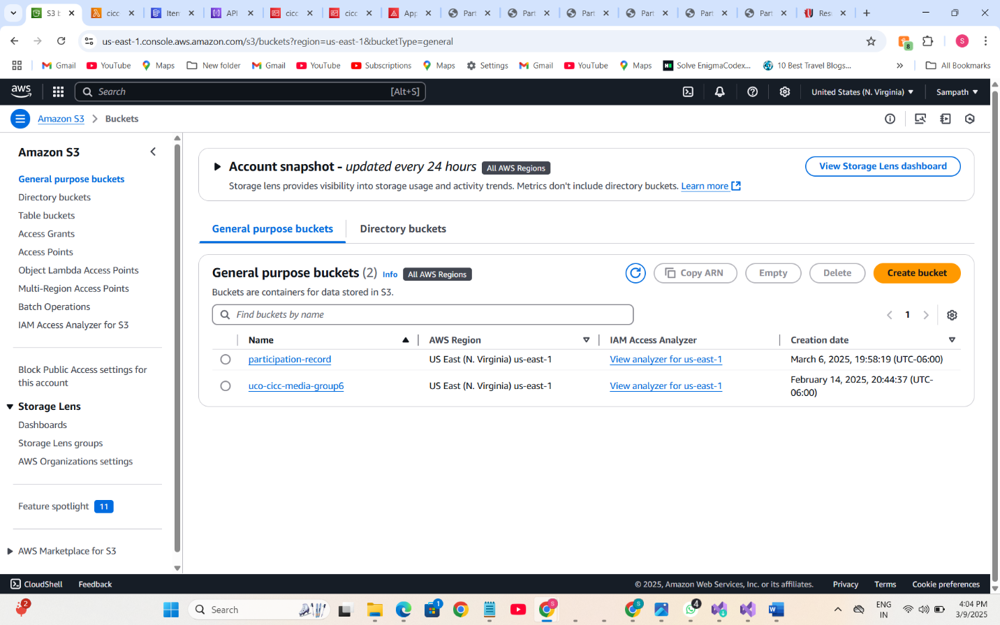 S3 b
cicc
Item
API
cicc
cicc
App
Part
Part
Part
Part
Part
Part
Res
us-east-1.console.aws.amazon.com/s3/buckets?region=us-east-1&bucketType=general
8
S
Gmail
YouTube
Maps
New folder
Gmail
YouTube
Subscriptions
Maps
Settings
Gmail
YouTube
Maps
Solve EnigmaCodex...
10 Best Travel Blogs...
All Bookmarks
aws
Search
[Alt+S]
United States (N. Virginia)
Sampath
Amazon S3
Buckets
Amazon S3
General purpose buckets
Directory buckets
Table buckets
Access Grants
Access Points
Object Lambda Access Points
Multi-Region Access Points
Batch Operations
IAM Access Analyzer for S3
Block Public Access settings for
this account
Storage Lens
Dashboards
Storage Lens groups
AWS Organizations settings
Feature spotlight 11
AWS Marketplace for S3
Account snapshot - updated every 24 hours All AWS Regions
View Storage Lens dashboard
Storage lens provides visibility into storage usage and activity trends. Metrics don't include directory buckets. Learn more
General purpose buckets
Directory buckets
General purpose buckets (2) Info All AWS Regions
Copy ARN
Empty
Delete
Create bucket
Buckets are containers for data stored in S3.
Find buckets by name
1
Name
AWS Region
IAM Access Analyzer
Creation date
participation-record
US East (N. Virginia) us-east-1
View analyzer for us-east-1
March 6, 2025, 19:58:19 (UTC-06:00)
uco-cicc-media-group6
US East (N. Virginia) us-east-1
View analyzer for us-east-1
February 14, 2025, 20:44:37 (UTC-
06:00)
CloudShell
Feedback
© 2025, Amazon Web Services, Inc. or its affiliates.
Privacy
Terms
Cookie preferences
2
Search
1
S
S
4
ENG
IN
4:04 PM
3/9/2025